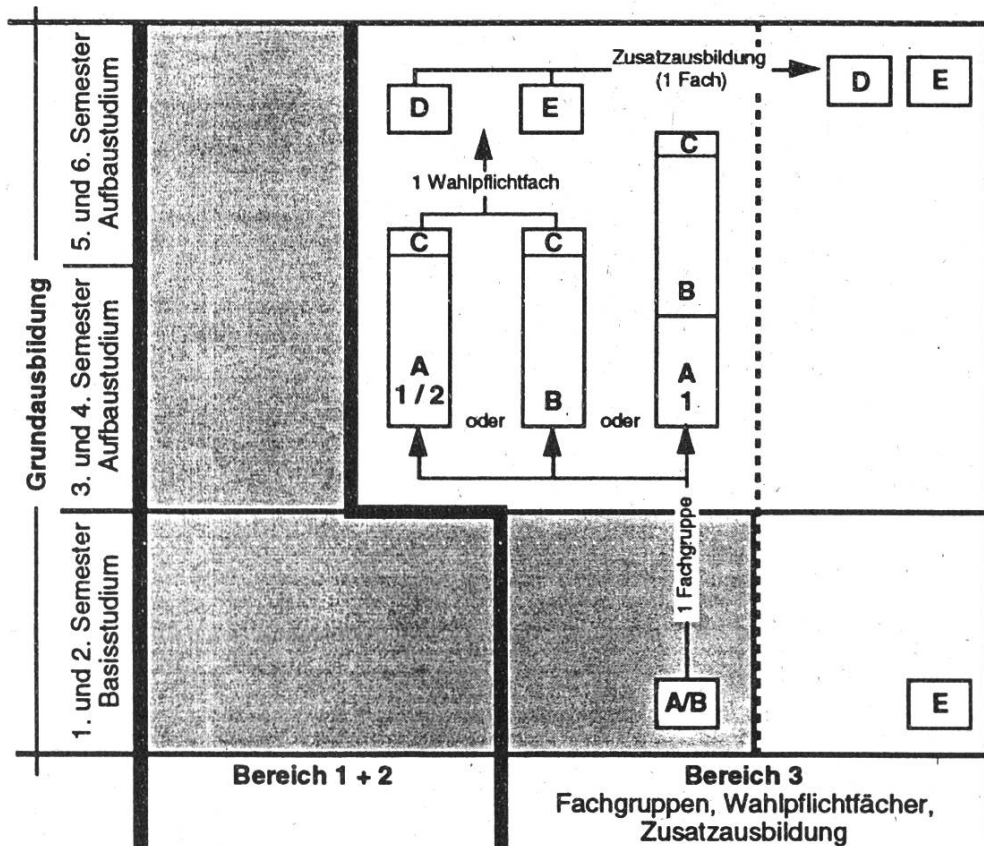 Grundausbildung
5. und 6. Semester
Aufbaustudium
3. und 4. Semester
Aufbaustudium
1. und 2. Semester
Basisstudium
Zusatzausbildung
(1 Fach)
D
E
D
E
1 Wahlpflichtfach
C
C
C
B
A
1 / 2
B
A
1
oder
oder
1 Fachgruppe
A/B
E
Bereich 1 + 2
Bereich 3
Fachgruppen, Wahlpflichtfächer,
Zusatzausbildung